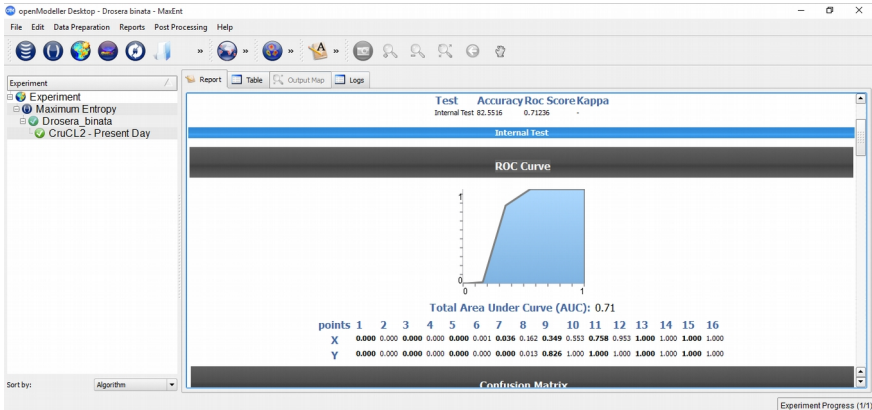 openModeller Desktop - Drosera binata - MaxEnt
File Edit Data Preparation Reports Post Processing Help
» » A »
Experiment
Experiment
Maximum Entropy
Drosera_binata
CruCL2 - Present Day
Sort by: Algorithm
Report Table Output Map Logs
Test Accuracy Roc Score Kappa
Internal Test 82.5516 0.71236 -
Internal Test
ROC Curve
1
0
0 1
Total Area Under Curve (AUC): 0.71
points 1 2 3 4 5 6 7 8 9 10 11 12 13 14 15 16
X 0.000 0.000 0.000 0.000 0.000 0.001 0.036 0.162 0.349 0.553 0.758 0.953 1.000 1.000 1.000 1.000
Y 0.000 0.000 0.000 0.000 0.000 0.000 0.000 0.013 0.826 1.000 1.000 1.000 1.000 1.000 1.000 1.000
Confusion Matrix
Experiment Progress (1/1)